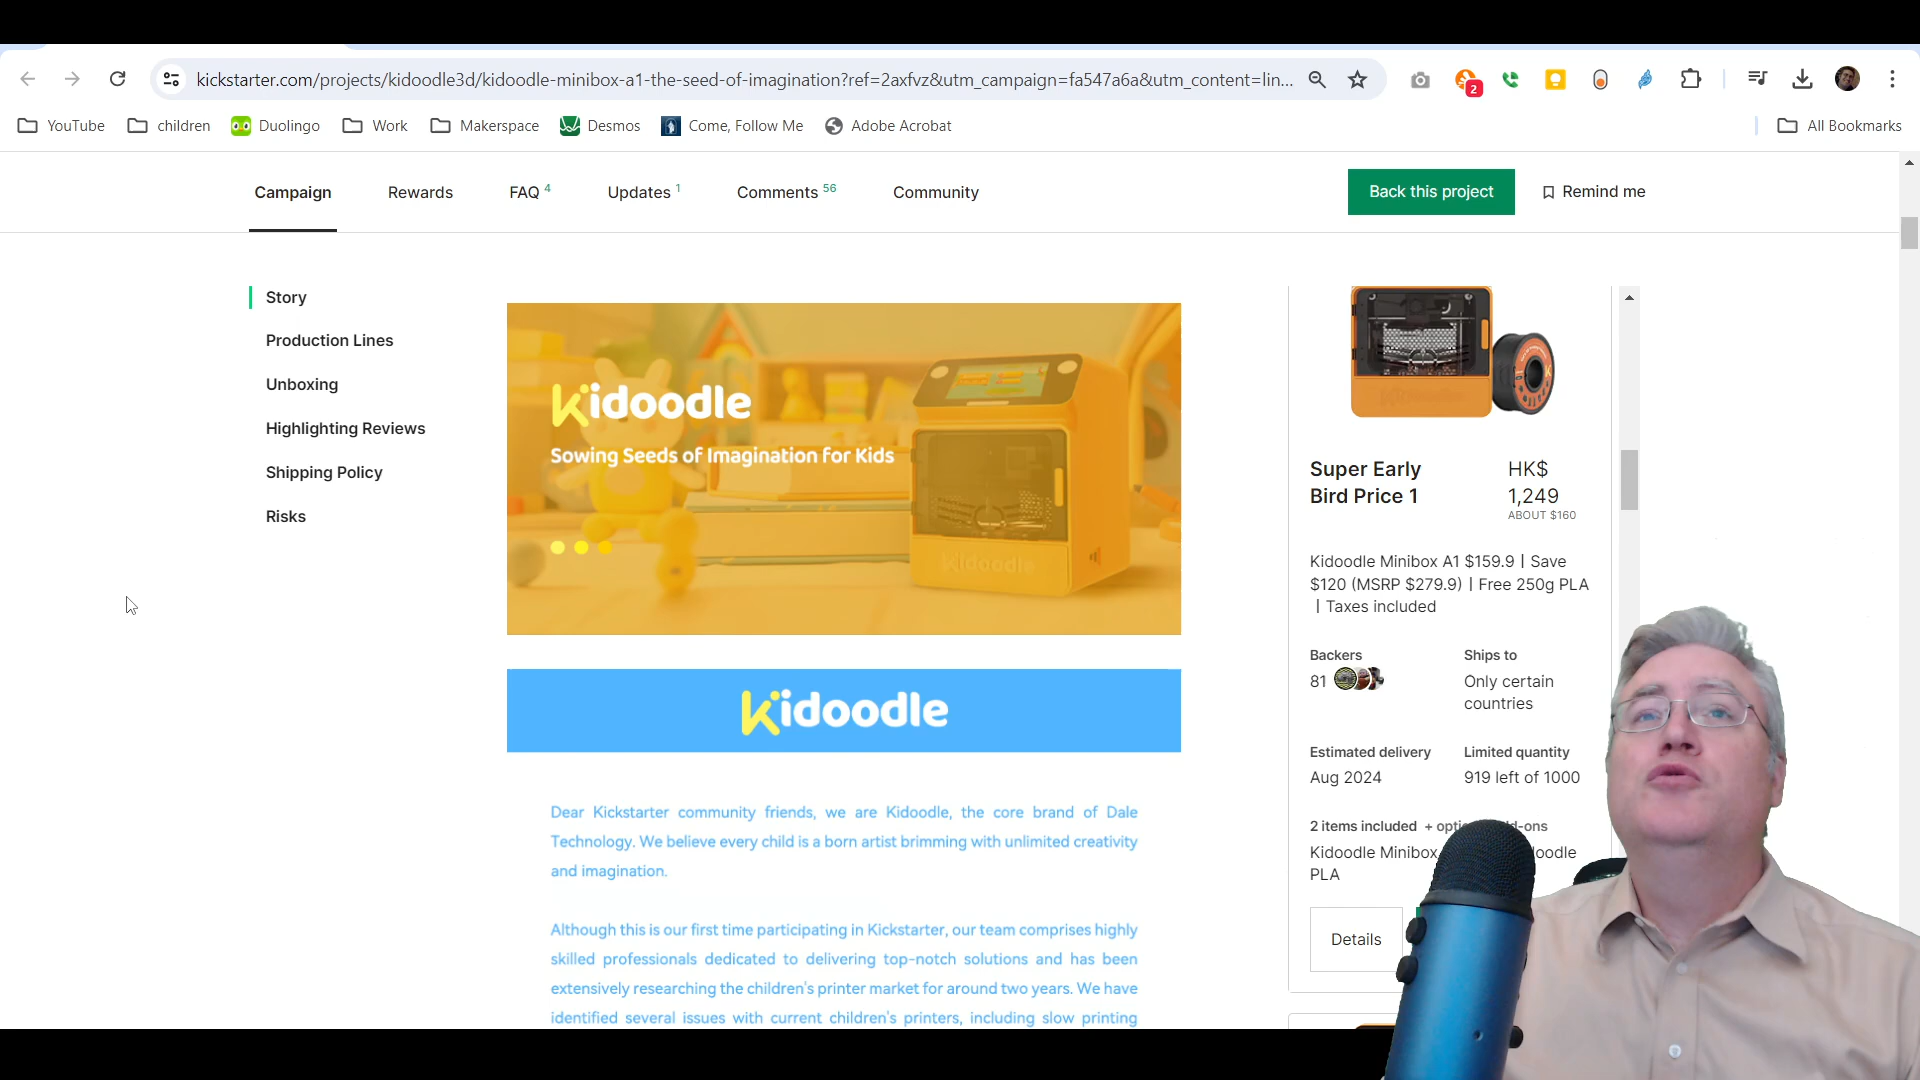 kickstarter.com/projects/kidoodle3d/kidoodle-minibox-a1-the-seed-of-imagination?ref=2axfvz&utm_campaign=fa547a6a&utm_content=lin...
2
YouTube children Duolingo Work Makerspace Desmos Come, Follow Me Adobe Acrobat All Bookmarks
Campaign Rewards FAQ 4 Updates 1 Comments 56 Community Back this project Remind me
Story
Production Lines
Unboxing
Highlighting Reviews
Shipping Policy
Risks
Kidoodle
Sowing Seeds of Imagination for Kids
Kidoodle
Kidoodle
Dear Kickstarter community friends, we are Kidoodle, the core brand of Dale
Technology. We believe every child is a born artist brimming with unlimited creativity
and imagination.
Although this is our first time participating in Kickstarter, our team comprises highly
skilled professionals dedicated to delivering top-notch solutions and has been
extensively researching the children's printer market for around two years. We have
identified several issues with current children's printers, including slow printing
Super Early
Bird Price 1
HK$
1,249
ABOUT $160
Kidoodle Minibox A1 $159.9 | Save
$120 (MSRP $279.9) | Free 250g PLA
| Taxes included
Backers
81
Ships to
Only certain
countries
Estimated delivery
Aug 2024
Limited quantity
919 left of 1000
2 items included + optio d-ons
Kidoodle Minibox oodle
PLA
Details